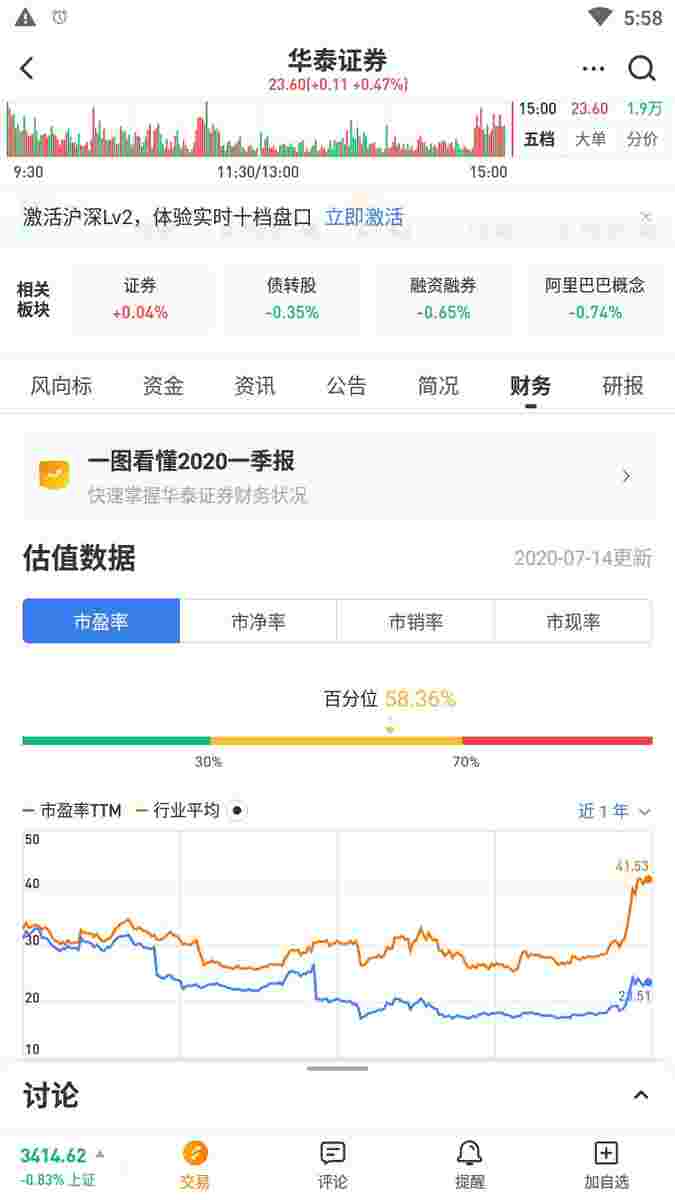 5:58
华泰证券
23.60(+0.11 +0.47%)
15:00 23.60 1.9万
五档 大单 分价
9:30 11:30/13:00 15:00
激活沪深Lv2，体验实时十档盘口 立即激活
相关板块
证券 +0.04%
债转股 -0.35%
融资融券 -0.65%
阿里巴巴概念 -0.74%
风向标 资金 资讯 公告 简况 财务 研报
一图看懂2020一季报
快速掌握华泰证券财务状况
估值数据 2020-07-14更新
市盈率 市净率 市销率 市现率
百分位 58.36%
30% 70%
市盈率TTM 行业平均 近1年
50
41.53
40
30
20
10
讨论
3414.62
-0.83% 上证
交易 评论 提醒 加自选